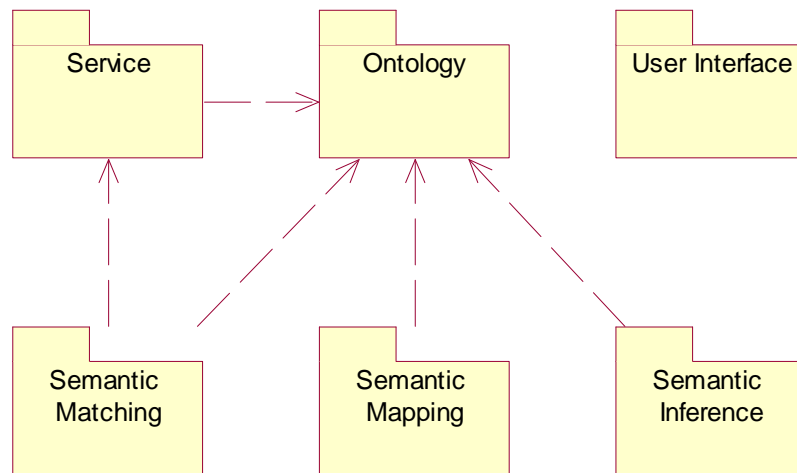 Service
Ontology
User Interface
Semantic
Matching
Semantic
Mapping
Semantic
Inference